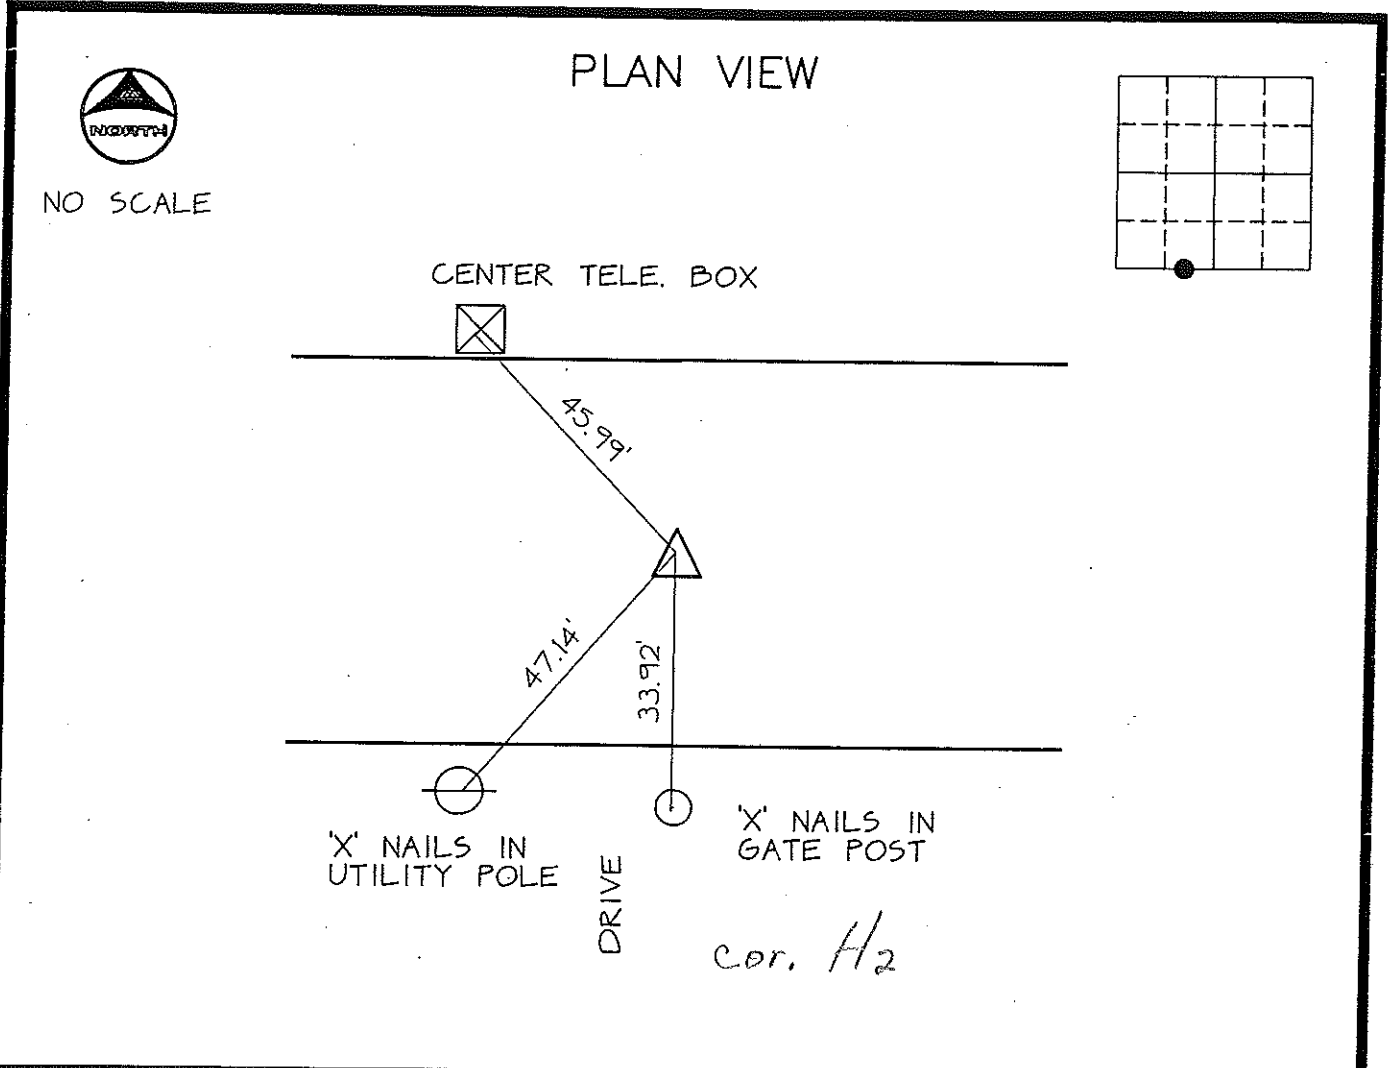 PLAN VIEW
NORTH
NO SCALE
CENTER TELE. BOX
45.99'
47.14'
33.92'
'X' NAILS IN
UTILITY POLE
'X' NAILS IN
GATE POST
DRIVE
cor. H2